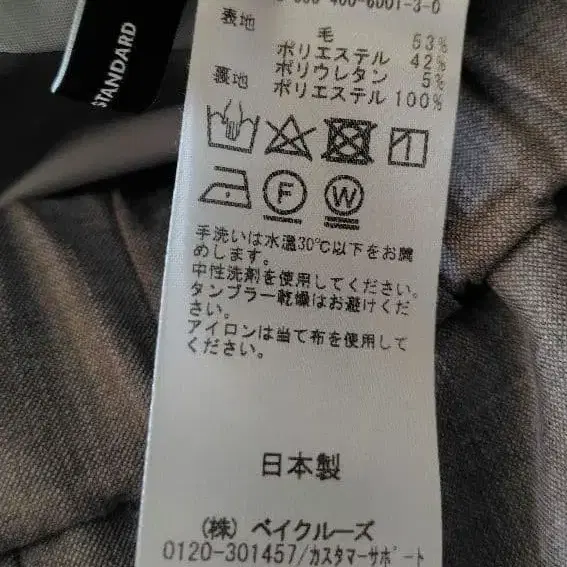 STANDARD
表地 毛 53%
ポリエステル 42%
ポリウレタン 5%
裏地 ポリエステル 100%
F W
手洗いは水温30℃以下をお薦
めします。
中性洗剤を使用してください。
タンブラー乾燥はお避けくだ
さい。
アイロンは当て布を使用して
ください。
日本製
(株) ベイクルーズ
0120-301457/カスタマーサポート